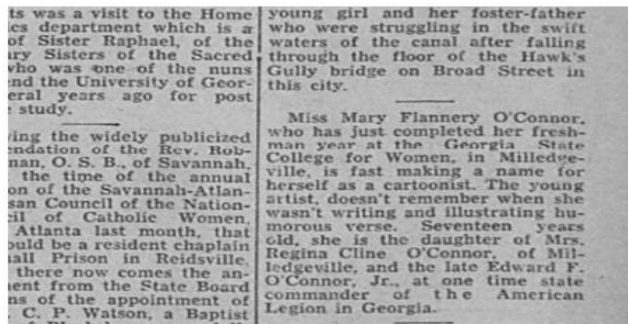 ts was a visit to the Home
cs department which is a
of Sister Raphael, of the
ry Sisters of the Sacred
who was one of the nuns
end the University of Geor-
eral years ago for post
study.
ing the widely publicized
endation of the Rev. Rob-
nan, O. S. B., of Savannah,
the time of the annual
on of the Savannah-Atlan-
san Council of the Nation-
cil of Catholic Women,
Atlanta last month, that
ould be a resident chaplain
all Prison in Reidsville,
there now comes the an-
ent from the State Board
ns of the appointment of
. C. P. Watson, a Baptist
young girl and her foster-father
who were struggling in the swift
waters of the canal after falling
through the floor of the Hawk's
Gully bridge on Broad Street in
this city.
Miss Mary Flannery O'Connor,
who has just completed her fresh-
man year at the Georgia State
College for Women, in Milledge-
ville, is fast making a name for
herself as a cartoonist. The young
artist, doesn't remember when she
wasn't writing and illustrating hu-
morous verse. Seventeen years
old, she is the daughter of Mrs.
Regina Cline O'Connor, of Mil-
ledgeville, and the late Edward F.
O'Connor, Jr., at one time state
commander of the American
Legion in Georgia.